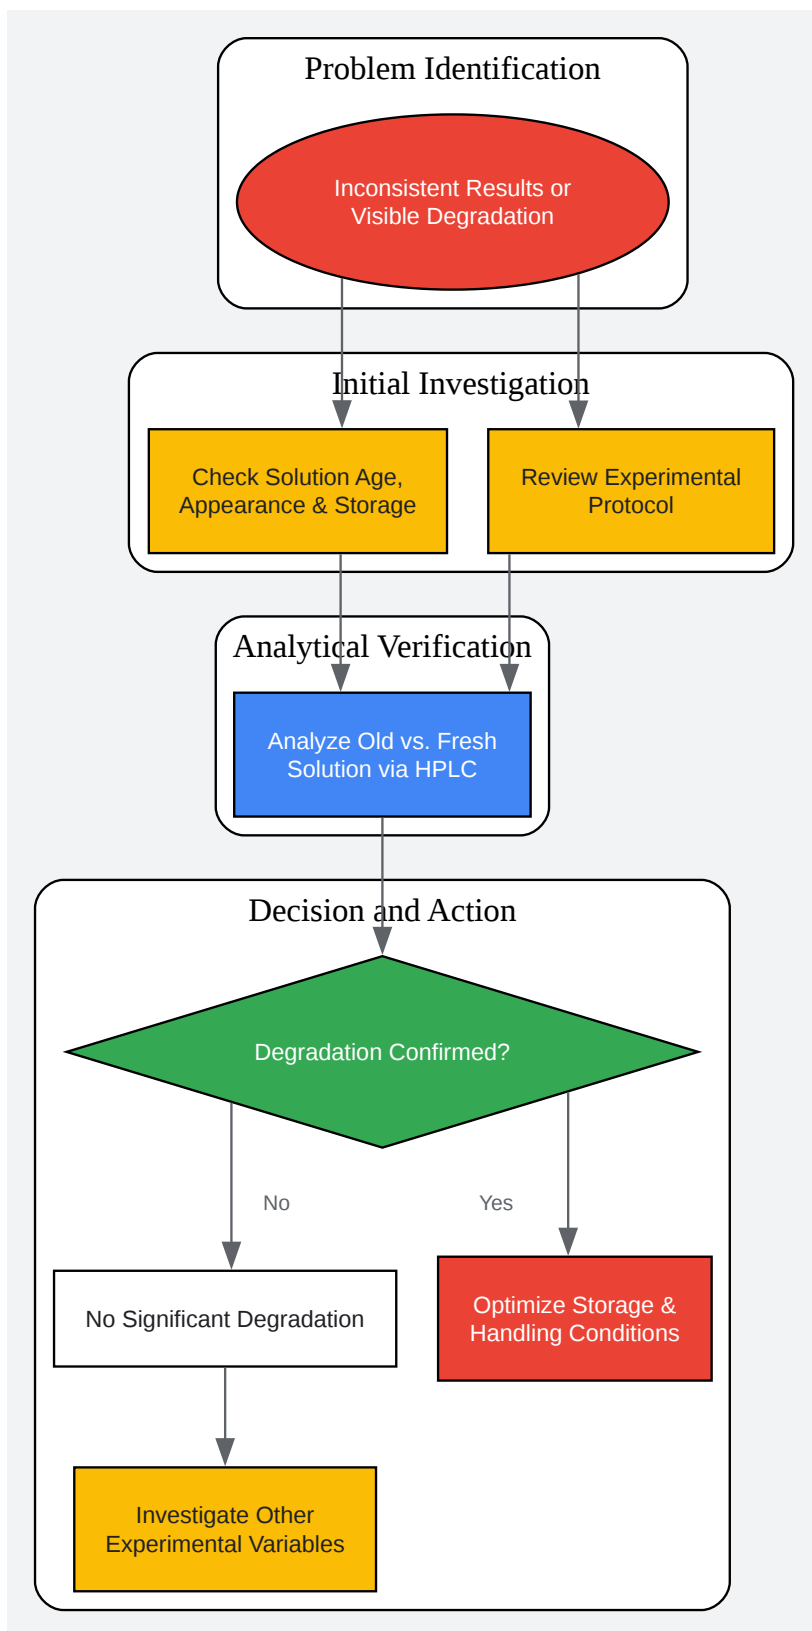 Problem Identification
Inconsistent Results or
Visible Degradation
Initial Investigation
Check Solution Age,
Appearance & Storage
Review Experimental
Protocol
Analytical Verification
Analyze Old vs. Fresh
Solution via HPLC
Decision and Action
Degradation Confirmed?
No
Yes
No Significant Degradation
Optimize Storage &
Handling Conditions
Investigate Other
Experimental Variables